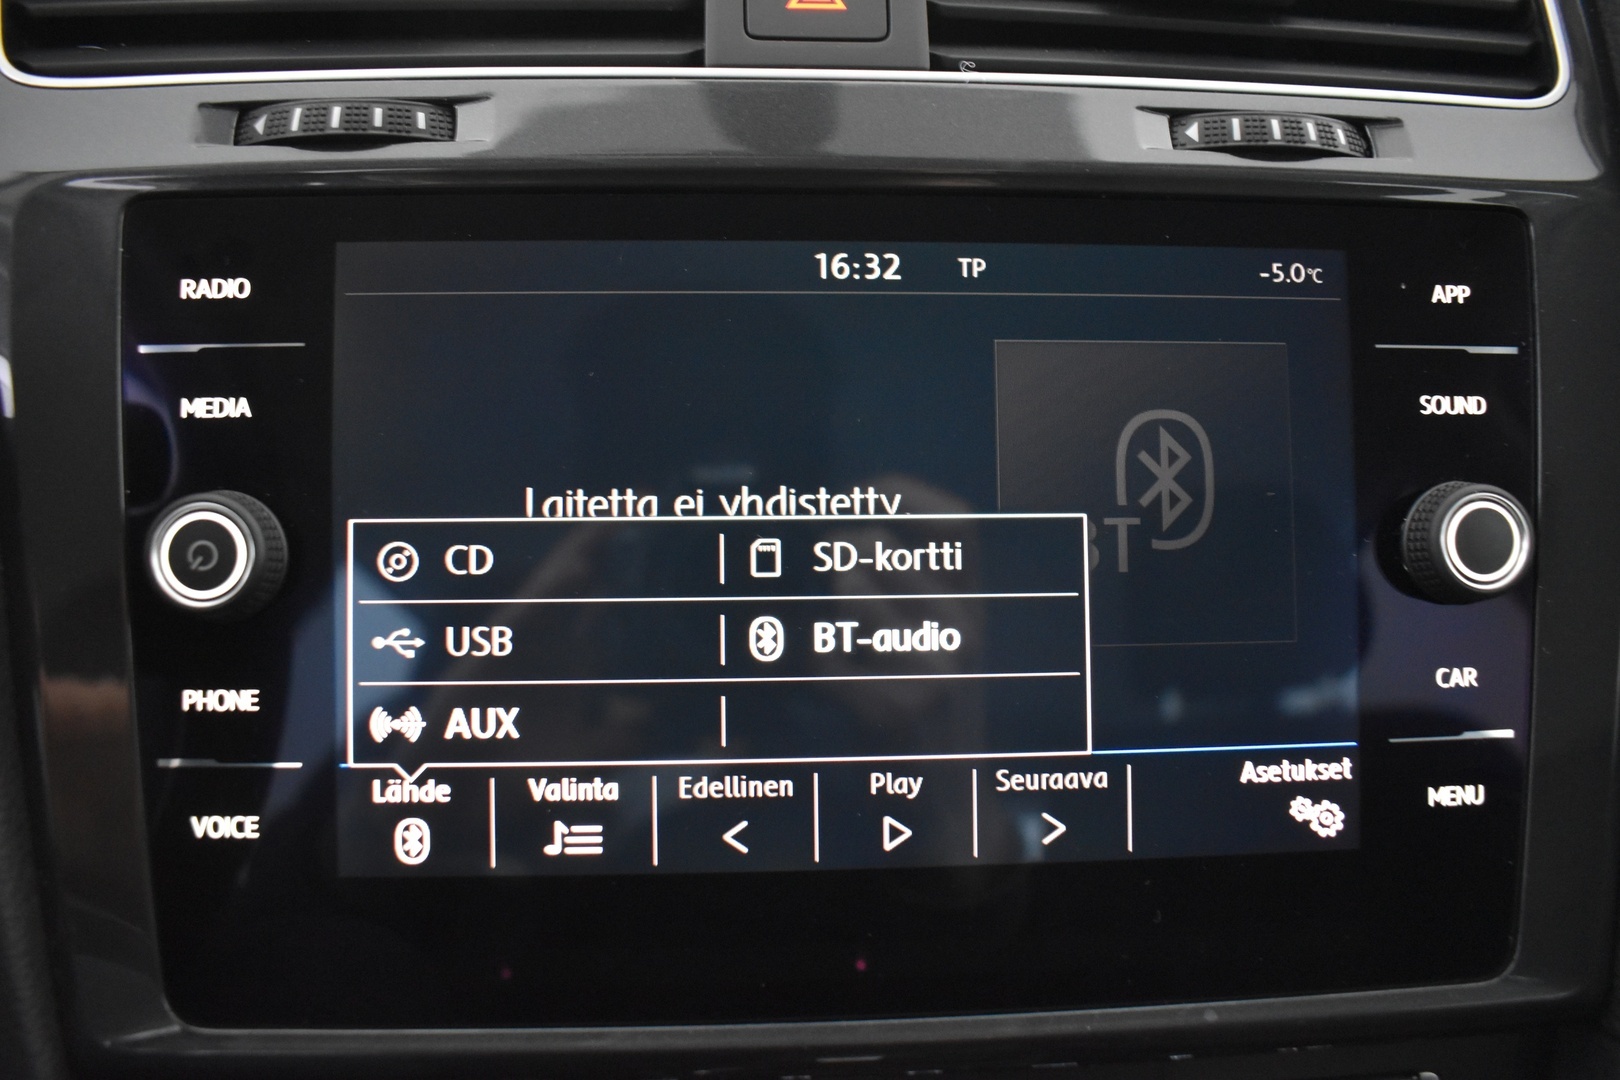 16:32 TP -5.0°C
RADIO
MEDIA
PHONE
VOICE
Laitetta ei yhdistetty.
BT
CD
SD-kortti
USB
BT-audio
AUX
Lähde
Valinta
Edellinen
Play
Seuraava
Asetukset
APP
SOUND
CAR
MENU